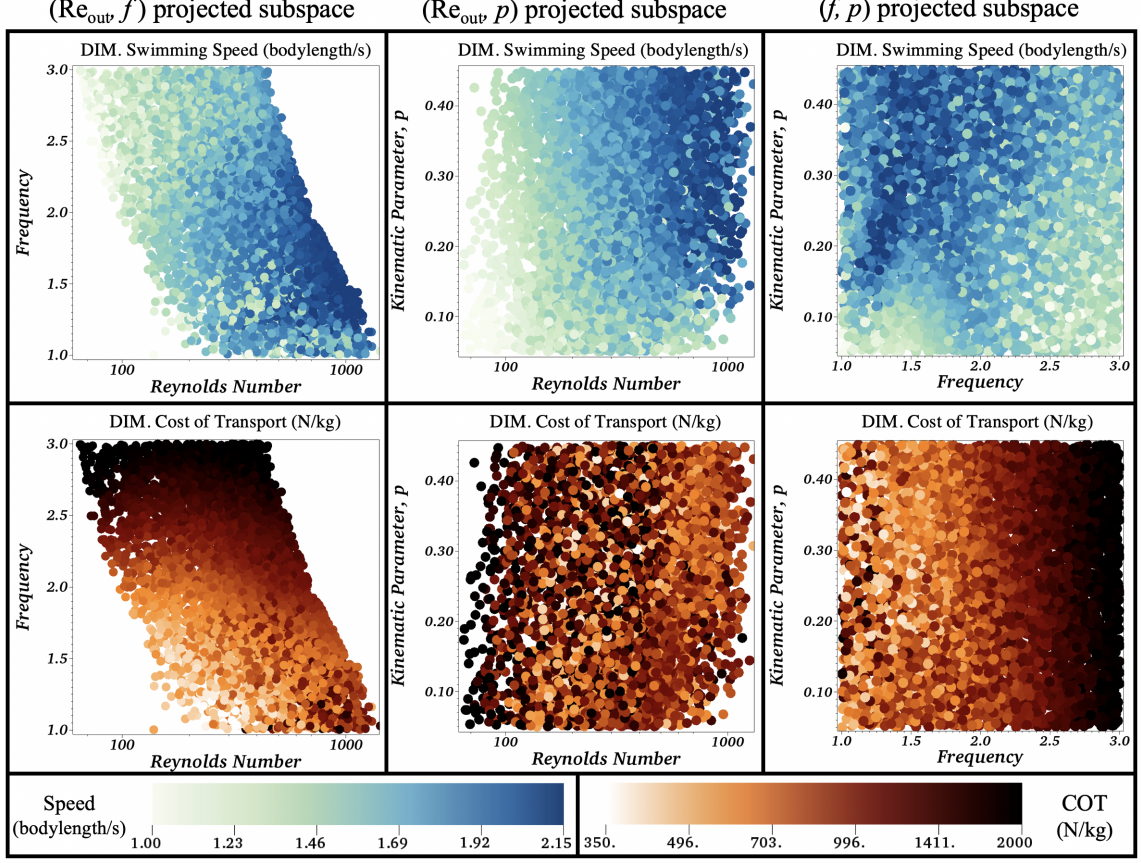 (Re_out, f) projected subspace
(Re_out, p) projected subspace
(f, p) projected subspace
DIM. Swimming Speed (bodylength/s)
3.0
2.5
2.0
1.5
1.0
Frequency
100
1000
Reynolds Number
DIM. Swimming Speed (bodylength/s)
0.40
0.30
0.20
0.10
Kinematic Parameter, p
100
1000
Reynolds Number
DIM. Swimming Speed (bodylength/s)
0.40
0.30
0.20
0.10
Kinematic Parameter, p
1.0
1.5
2.0
2.5
3.0
Frequency
DIM. Cost of Transport (N/kg)
3.0
2.5
2.0
1.5
1.0
Frequency
100
1000
Reynolds Number
DIM. Cost of Transport (N/kg)
0.40
0.30
0.20
0.10
Kinematic Parameter, p
100
1000
Reynolds Number
DIM. Cost of Transport (N/kg)
0.40
0.30
0.20
0.10
Kinematic Parameter, p
1.0
1.5
2.0
2.5
3.0
Frequency
Speed
(bodylength/s)
1.00
1.23
1.46
1.69
1.92
2.15
350.
496.
703.
996.
1411.
2000
COT
(N/kg)